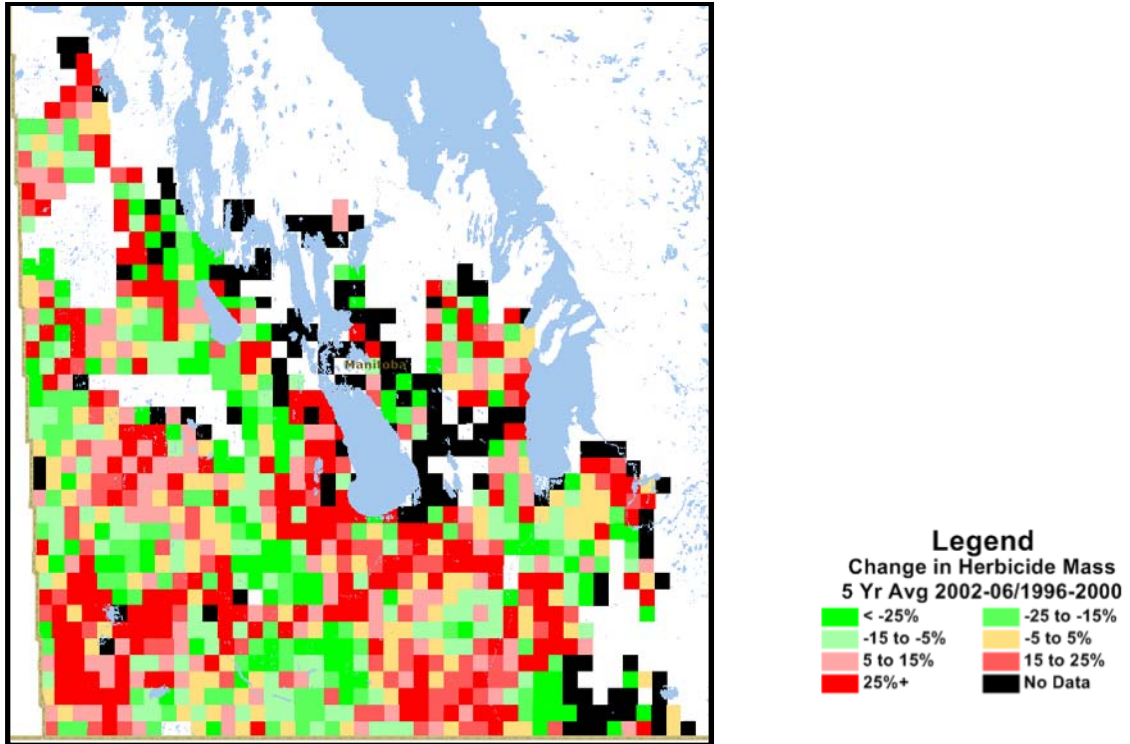 Manitoba
Legend
Change in Herbicide Mass
5 Yr Avg 2002-06/1996-2000
< -25%
-25 to -15%
-15 to -5%
-5 to 5%
5 to 15%
15 to 25%
25%+
No Data